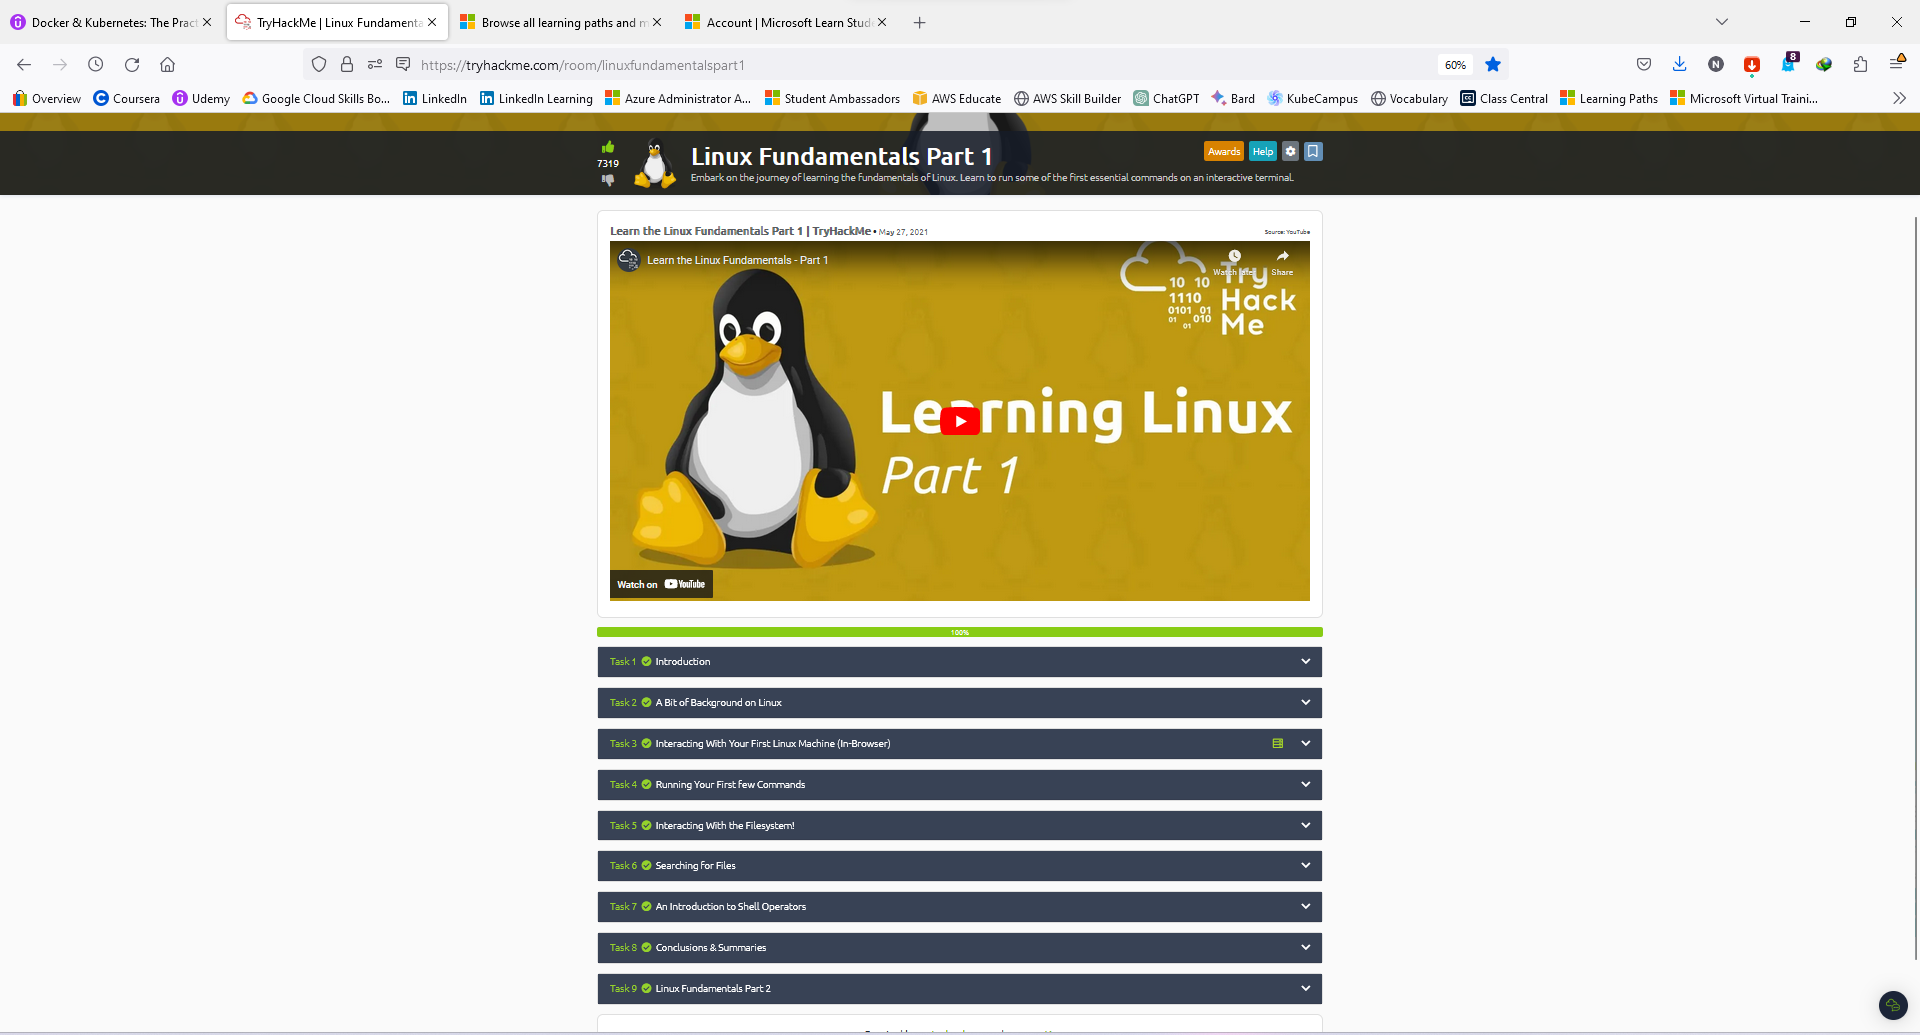 Docker & Kubernetes: The Pract
TryHackMe | Linux Fundamenta
Browse all learning paths and m
Account | Microsoft Learn Stude
https://tryhackme.com/room/linuxfundamentalspart1
60%
8
Overview
Coursera
Udemy
Google Cloud Skills Bo...
LinkedIn
LinkedIn Learning
Azure Administrator A...
Student Ambassadors
AWS Educate
AWS Skill Builder
ChatGPT
Bard
KubeCampus
Vocabulary
Class Central
Learning Paths
Microsoft Virtual Traini...
7319
Linux Fundamentals Part 1
Awards
Help
Embark on the journey of learning the fundamentals of Linux. Learn to run some of the first essential commands on an interactive terminal.
Learn the Linux Fundamentals Part 1 | TryHackMe • May 27, 2021
Source: YouTube
Learn the Linux Fundamentals - Part 1
Watch later
Share
10 10
1110
0101 01
01 010
01
Try
Hack
Me
Learning Linux
Part 1
Watch on YouTube
100%
Task 1 Introduction
Task 2 A Bit of Background on Linux
Task 3 Interacting With Your First Linux Machine (In-Browser)
Task 4 Running Your First few Commands
Task 5 Interacting With the Filesystem!
Task 6 Searching for Files
Task 7 An Introduction to Shell Operators
Task 8 Conclusions & Summaries
Task 9 Linux Fundamentals Part 2